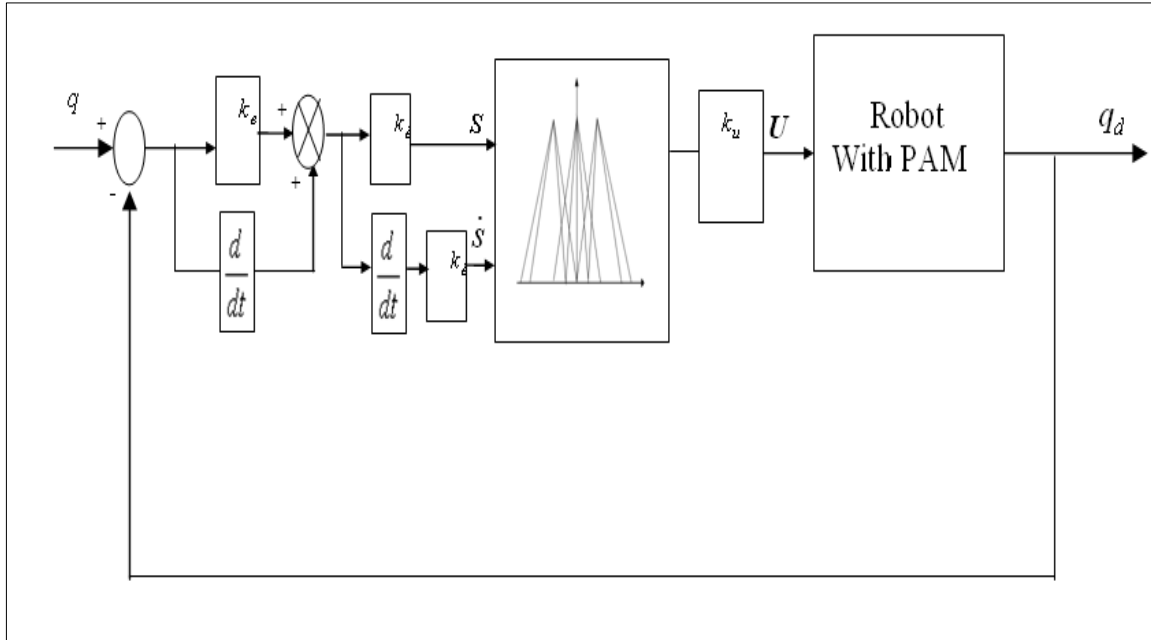 q
+
-
k_e
+
+
d
dt
k_ė
S
d
dt
k_ė
Ṡ
k_u
U
Robot
With PAM
q_d